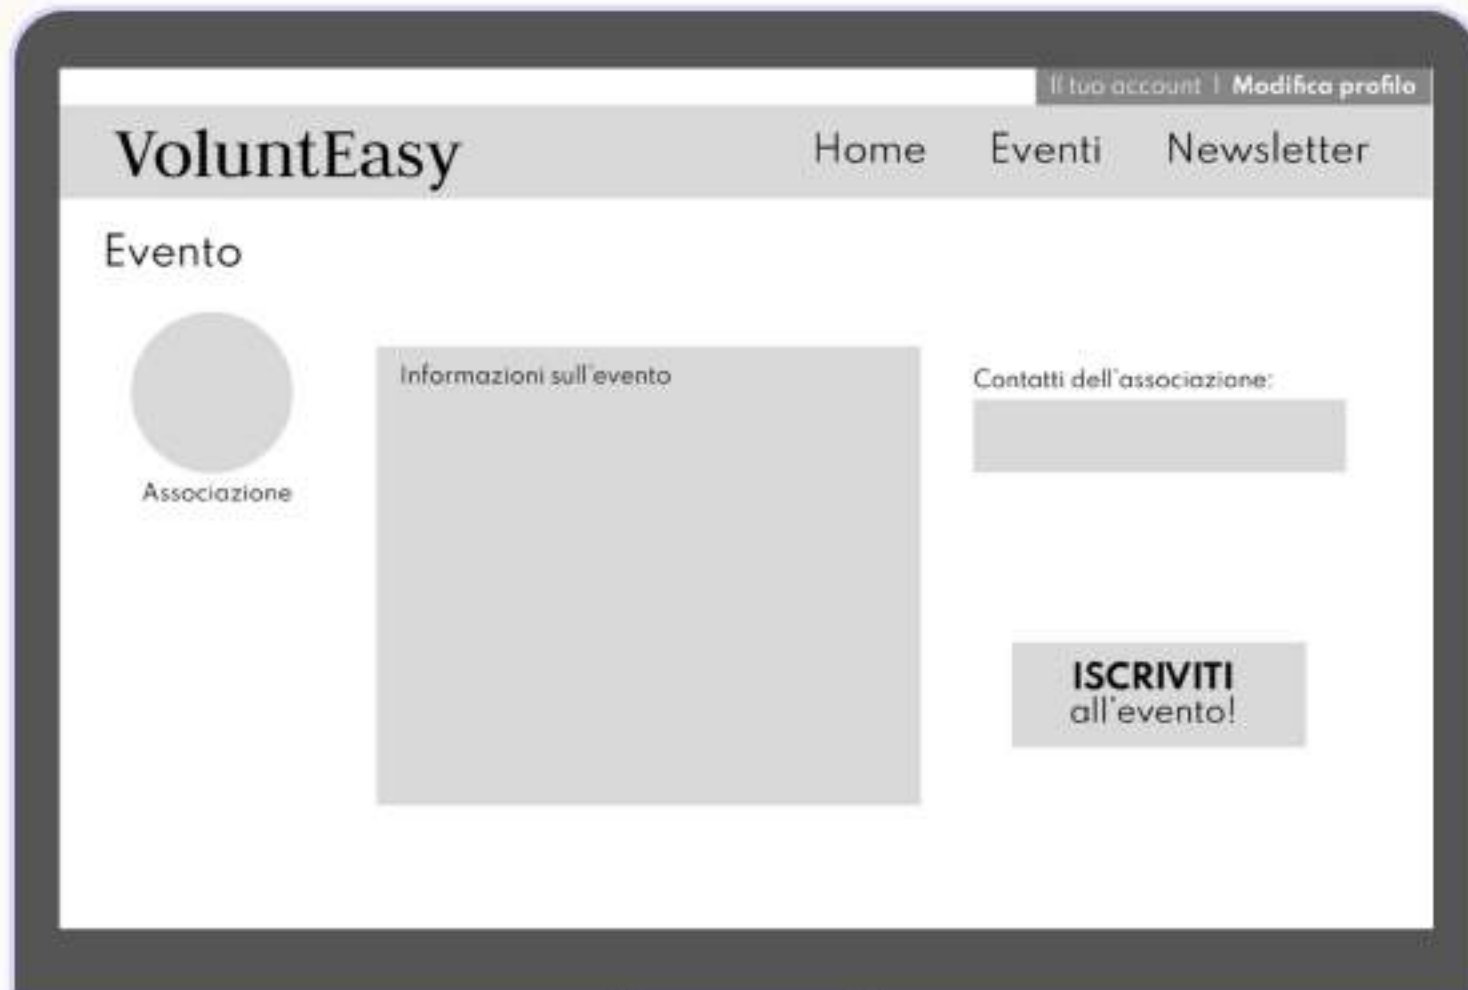 Il tuo account | Modifica profilo
VoluntEasy
Home Eventi Newsletter
Evento
Associazione
Informazioni sull'evento
Contatti dell'associazione:
ISCRIVITI
all'evento!